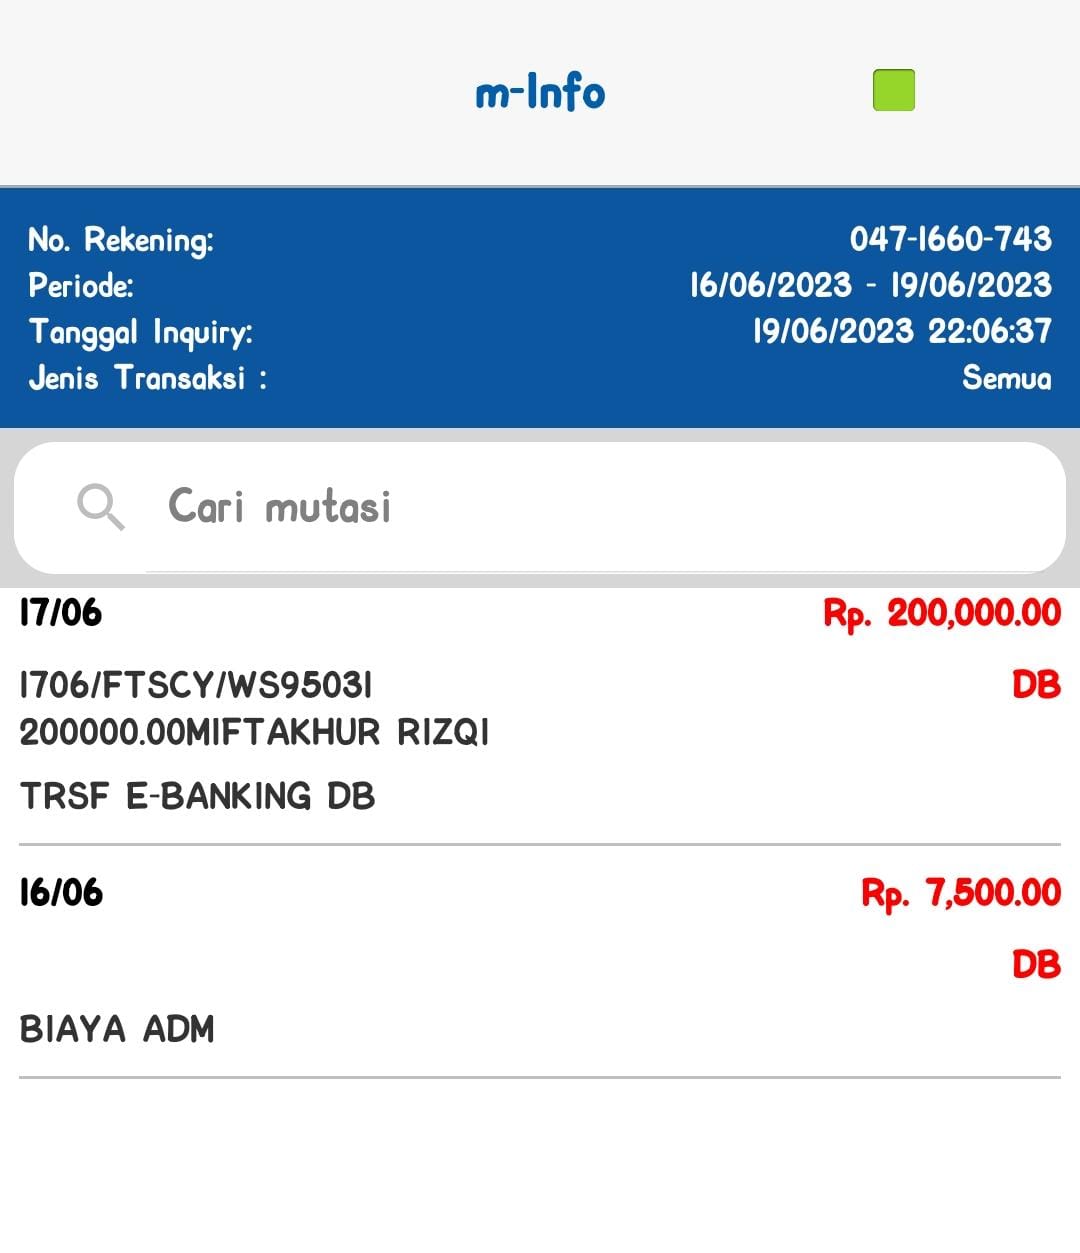 m-Info
No. Rekening: 047-1660-743
Periode: 16/06/2023 - 19/06/2023
Tanggal Inquiry: 19/06/2023 22:06:37
Jenis Transaksi : Semua
Cari mutasi
17/06 Rp. 200,000.00
1706/FTSCY/WS95031 DB
200000.00MIFTAKHUR RIZQI
TRSF E-BANKING DB
16/06 Rp. 7,500.00
DB
BIAYA ADM